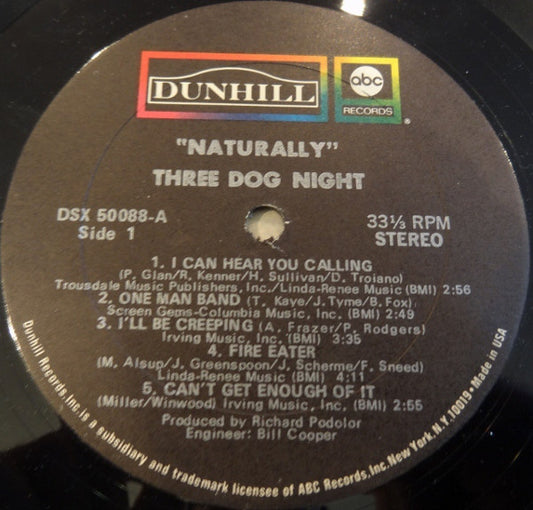 DUNHILL
abc
RECORDS
®
"NATURALLY"
THREE DOG NIGHT
DSX 50088-A
Side 1
33⅓ RPM
STEREO
1. I CAN HEAR YOU CALLING
(P. Glan/R. Kenner/H. Sullivan/D. Troiano)
Trousdale Music Publishers, Inc./Linda-Renee Music (BMI) 2:56
2. ONE MAN BAND (T. Kaye/J. Tyme/B. Fox)
Screen Gems-Columbia Music, Inc. (BMI) 2:49
3. I'LL BE CREEPING (A. Frazer/P. Rodgers)
Irving Music, Inc. (BMI) 3:35
4. FIRE EATER
(M. Alsup/J. Greenspoon/J. Scherme/F. Sneed)
Linda-Renee Music (BMI) 4:11
5. CAN'T GET ENOUGH OF IT
(Miller/Winwood) Irving Music, Inc. (BMI) 2:55
Produced by Richard Podolor
Engineer: Bill Cooper
Dunhill Records, Inc. is a subsidiary and trademark licensee of ABC Records, Inc. New York, N.Y. 10019 • Made in USA